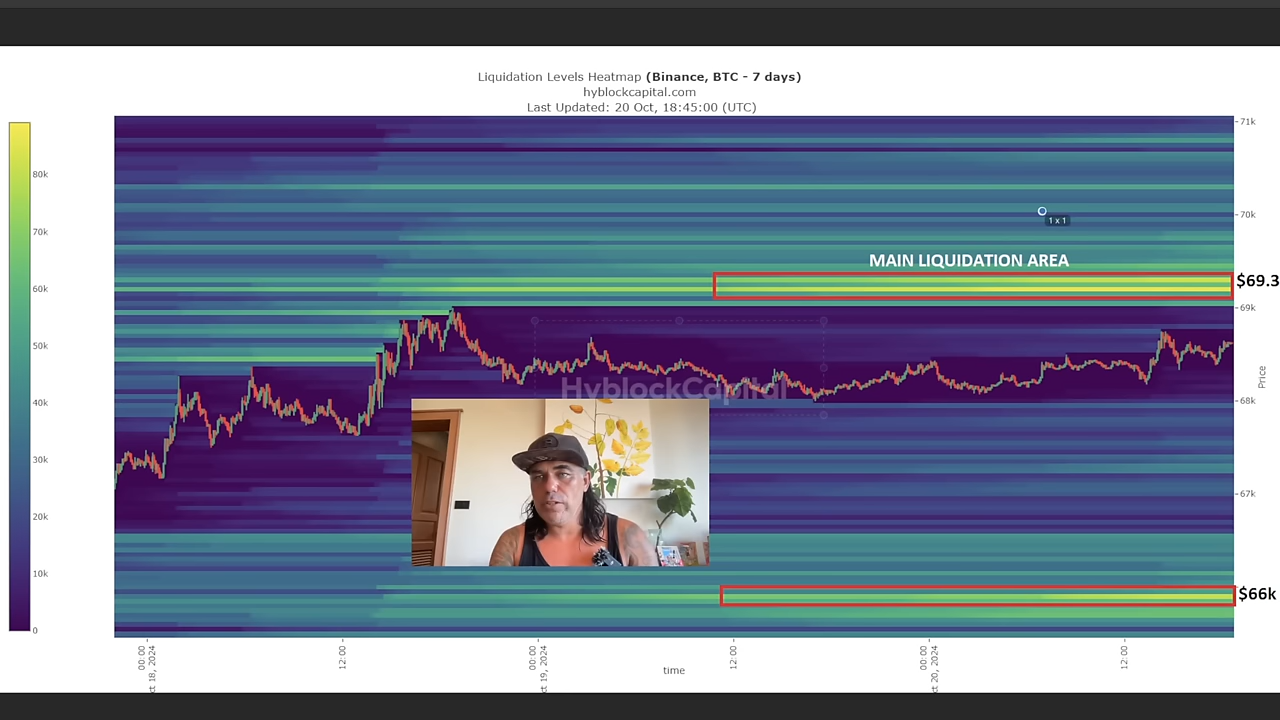 Liquidation Levels Heatmap (Binance, BTC - 7 days)
hyblockcapital.com
Last Updated: 20 Oct, 18:45:00 (UTC)
71k
80k
70k
1 x 1
70k
MAIN LIQUIDATION AREA
$69.3
60k
69k
50k
Price
HyblockCapital
68k
40k
30k
67k
20k
10k
$66k
0
00:00
ct 18, 2024
12:00
00:00
ct 19, 2024
12:00
00:00
ct 20, 2024
12:00
time